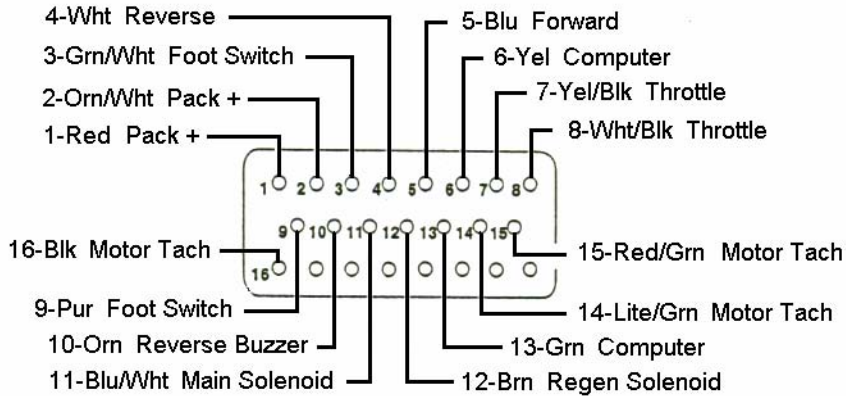 4-Wht Reverse
5-Blu Forward
3-Grn/Wht Foot Switch
6-Yel Computer
2-Orn/Wht Pack +
7-Yel/Blk Throttle
1-Red Pack +
8-Wht/Blk Throttle
1 2 3 4 5 6 7 8
9 10 11 12 13 14 15
16-Blk Motor Tach
15-Red/Grn Motor Tach
16
9-Pur Foot Switch
14-Lite/Grn Motor Tach
10-Orn Reverse Buzzer
13-Grn Computer
11-Blu/Wht Main Solenoid
12-Brn Regen Solenoid